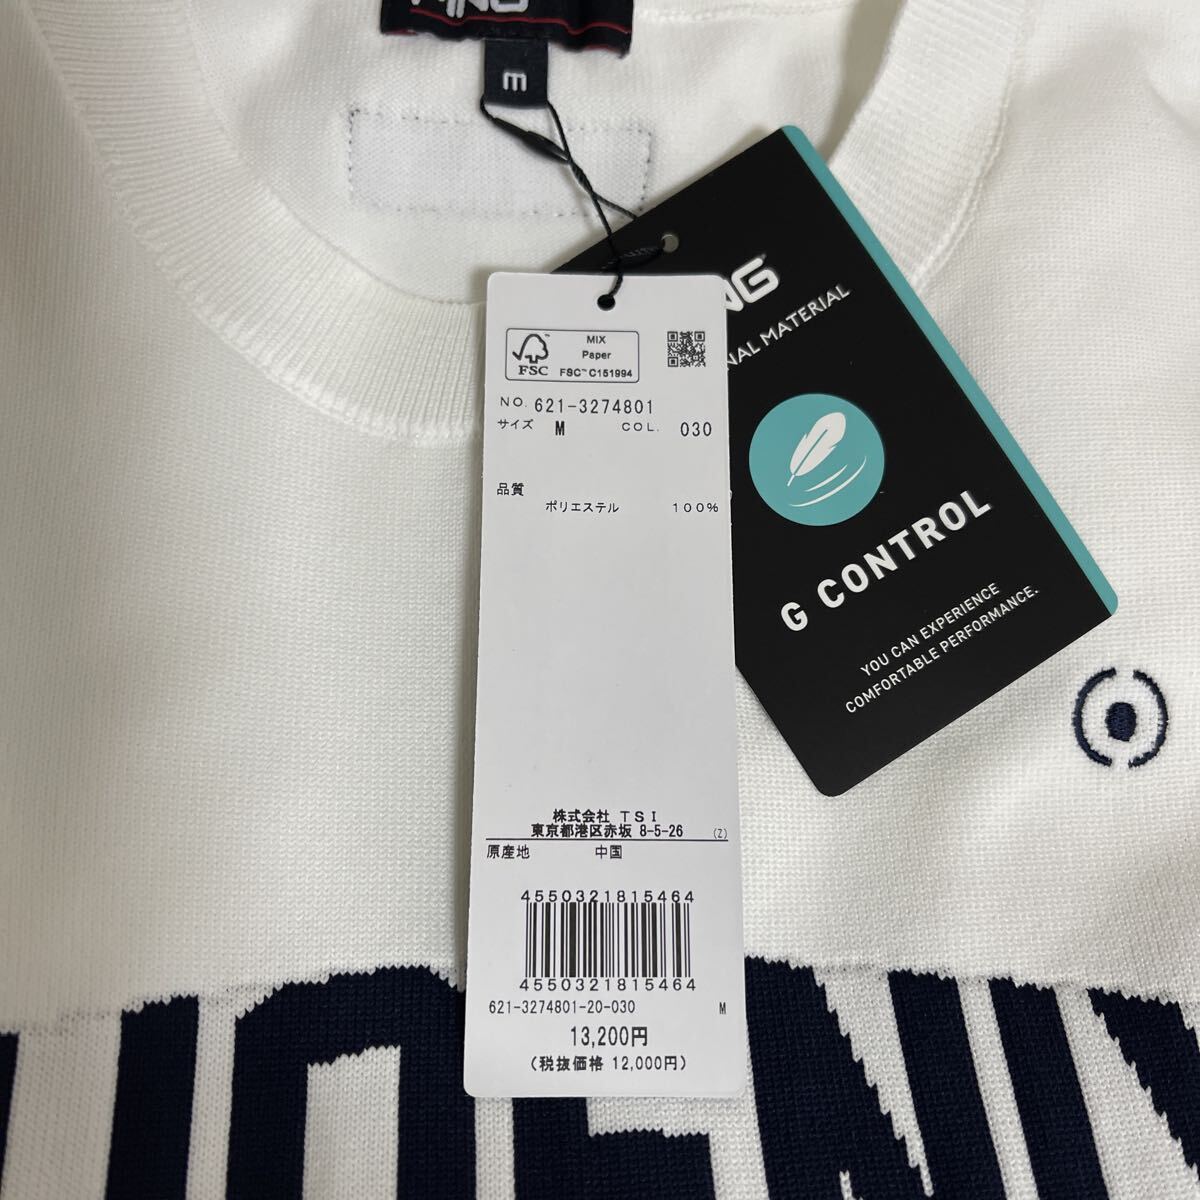 PING
M
MIX
Paper
FSC™ C151994
FSC™
NO. 621-3274801
サイズ M COL. 030
品質
ポリエステル 100%
株式会社 TSI
東京都港区赤坂 8-5-26 (Z)
原産地 中国
4550321815464
4550321815464
621-3274801-20-030 M
13,200円
(税抜価格 12,000円)
G CONTROL
YOU CAN EXPERIENCE
COMFORTABLE PERFORMANCE.
MATERIAL